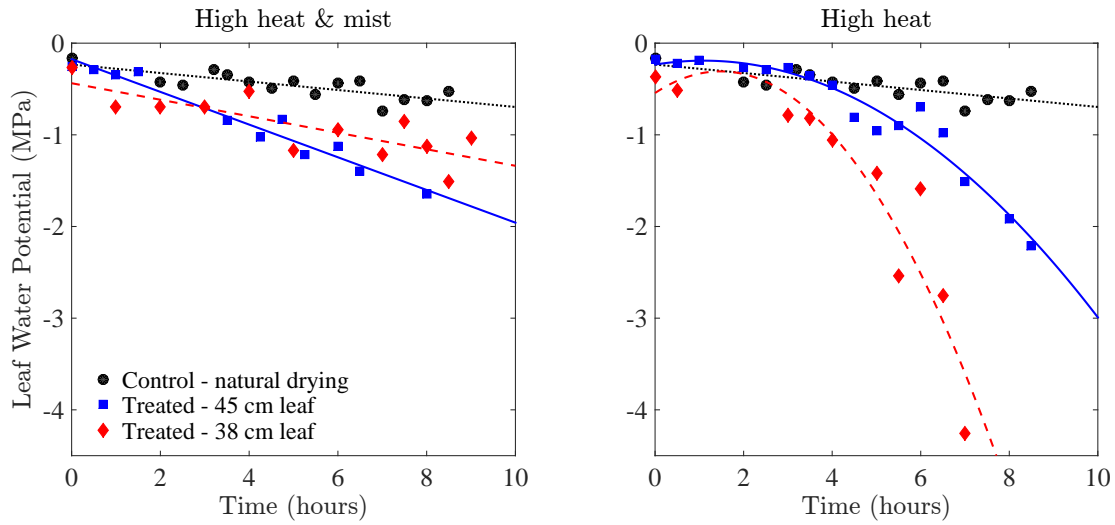 High heat & mist
High heat
Leaf Water Potential (MPa)
0
-1
-2
-3
-4
Control - natural drying
Treated - 45 cm leaf
Treated - 38 cm leaf
0 2 4 6 8 10
Time (hours)
0
-1
-2
-3
-4
0 2 4 6 8 10
Time (hours)